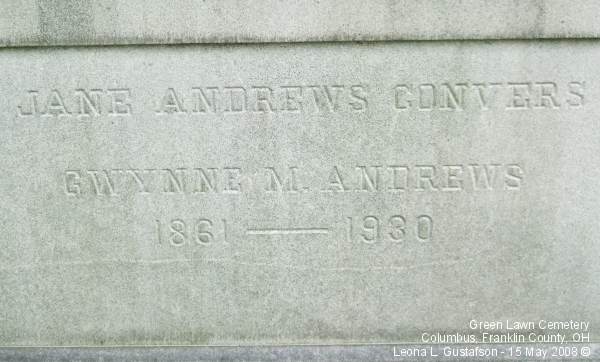 JANE ANDREWS CONVERS
GWYNNE M. ANDREWS
1861 — 1930
Green Lawn Cemetery
Columbus, Franklin County, OH
Leona L. Gustafson - 15 May 2008 ©